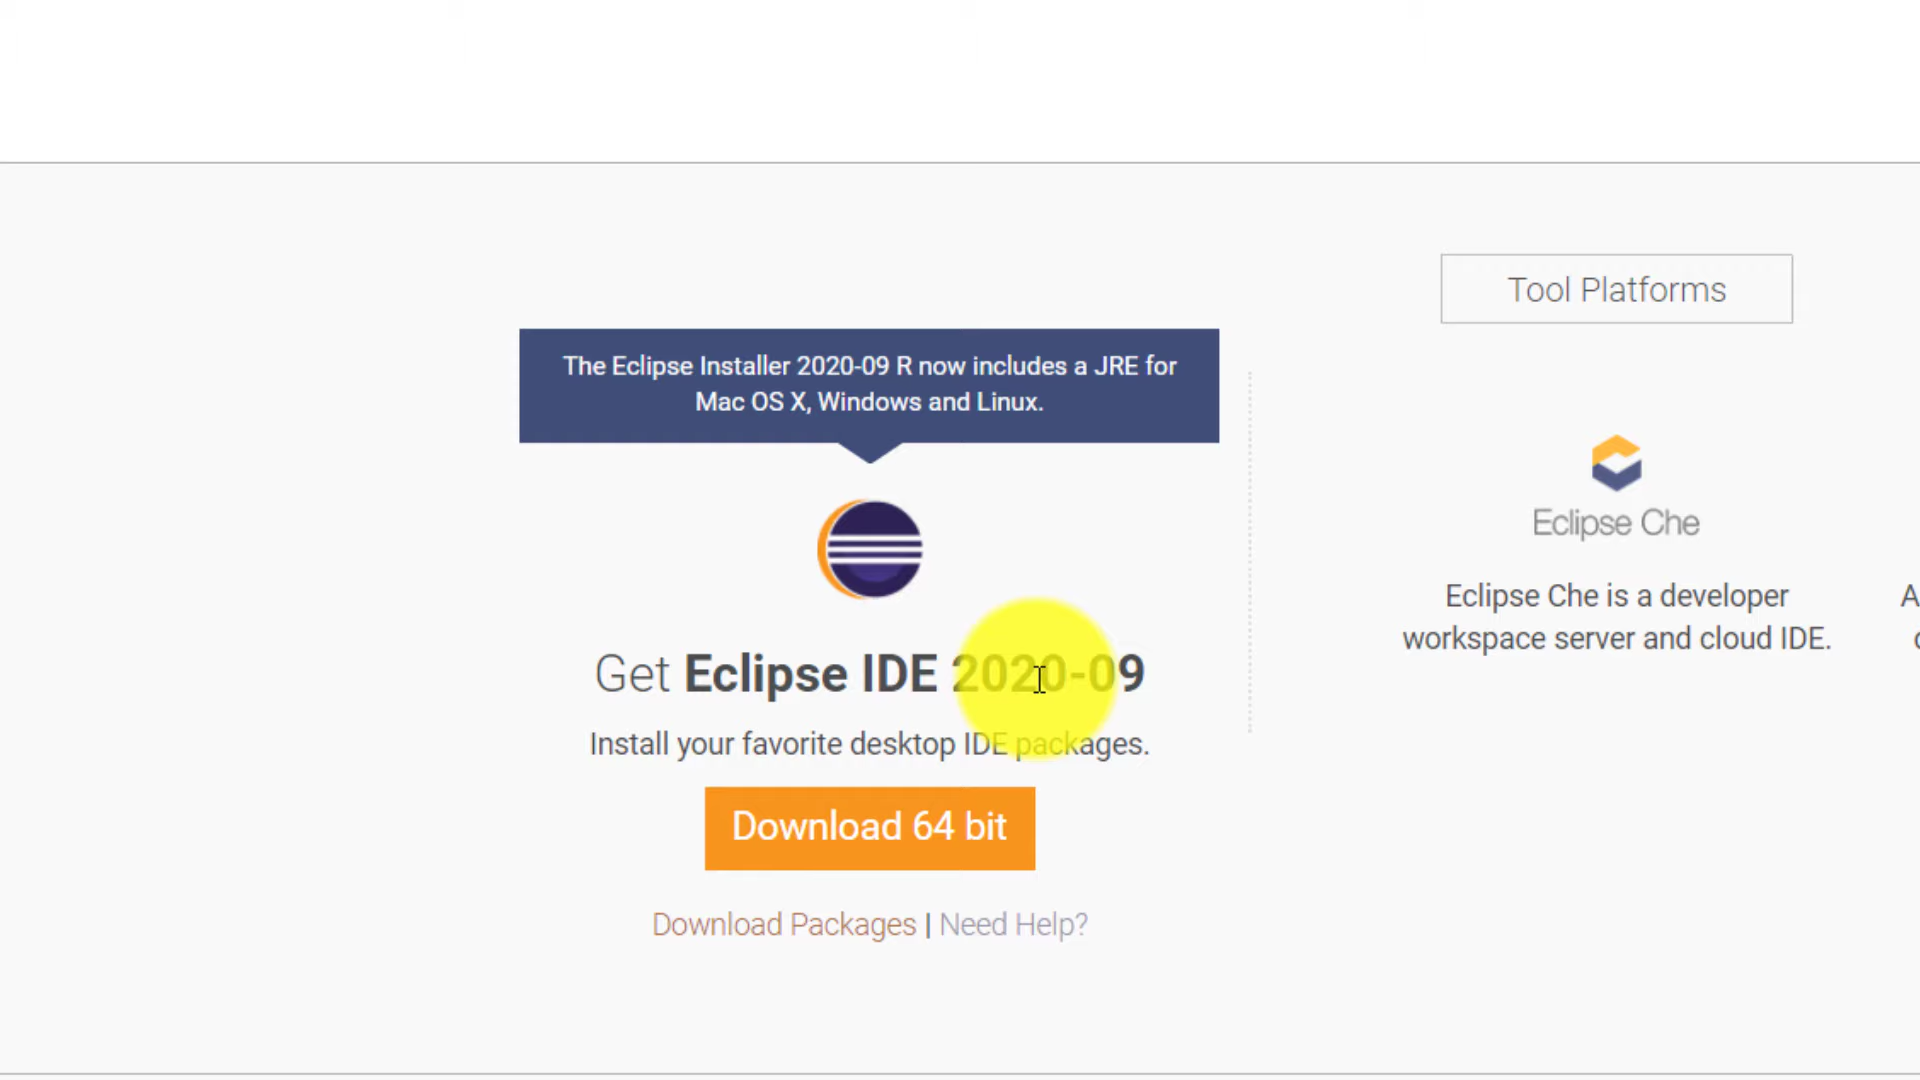 Tool Platforms
The Eclipse Installer 2020-09 R now includes a JRE for
Mac OS X, Windows and Linux.
Eclipse Che
Eclipse Che is a developer
workspace server and cloud IDE.
Get Eclipse IDE 2020-09
Install your favorite desktop IDE packages.
Download 64 bit
Download Packages | Need Help?